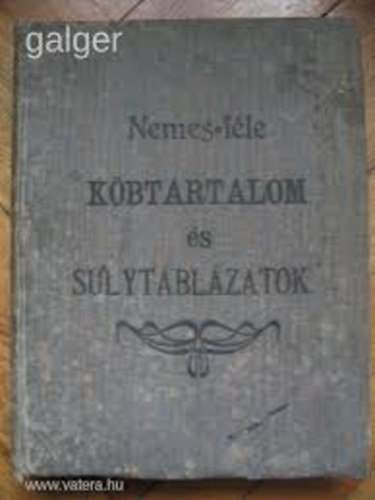 galger
Nemes-féle
KÖBTARTALOM
és
SÚLYTÁBLÁZATOK
www.vatera.hu